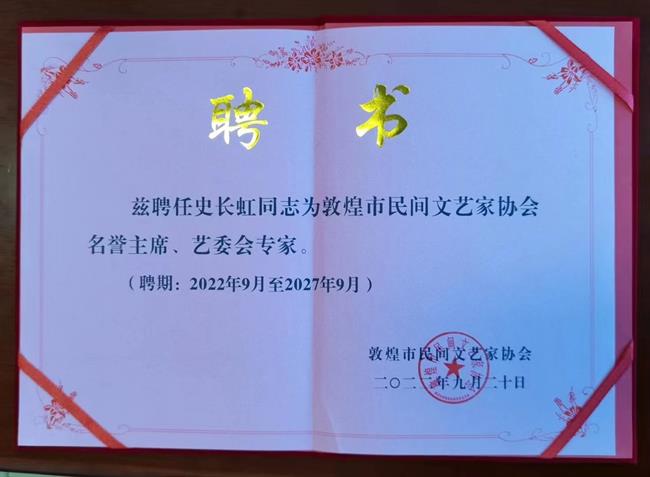 聘 书
兹聘任史长虹同志为敦煌市民间文艺家协会
名誉主席、艺委会专家。
（聘期：2022年9月至2027年9月）
敦煌市民间文艺家协会
二〇二二年九月二十日